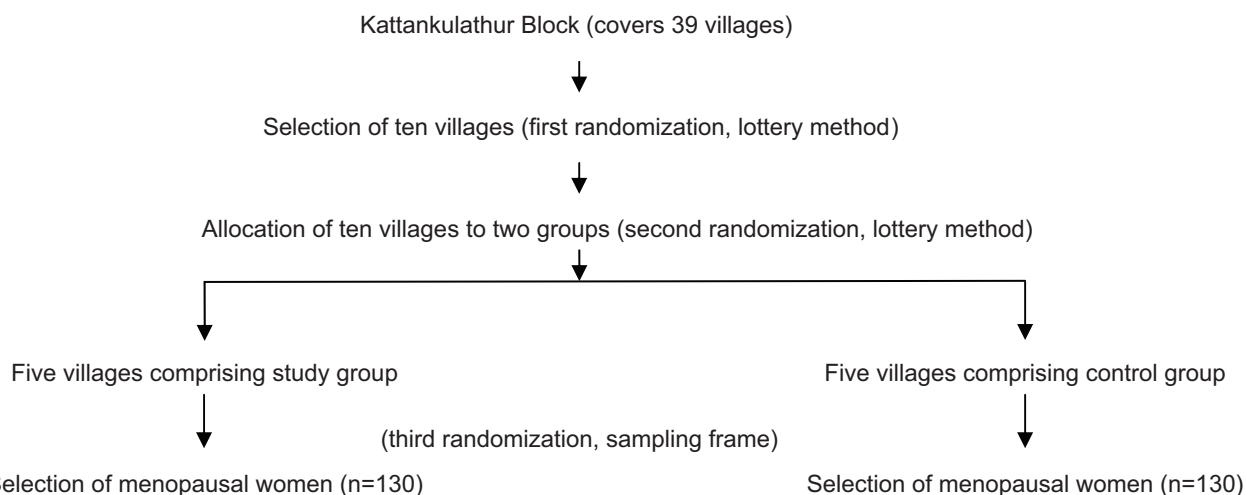 Kattankulathur Block (covers 39 villages)
Selection of ten villages (first randomization, lottery method)
Allocation of ten villages to two groups (second randomization, lottery method)
Five villages comprising study group
Five villages comprising control group
(third randomization, sampling frame)
Selection of menopausal women (n=130)
Selection of menopausal women (n=130)